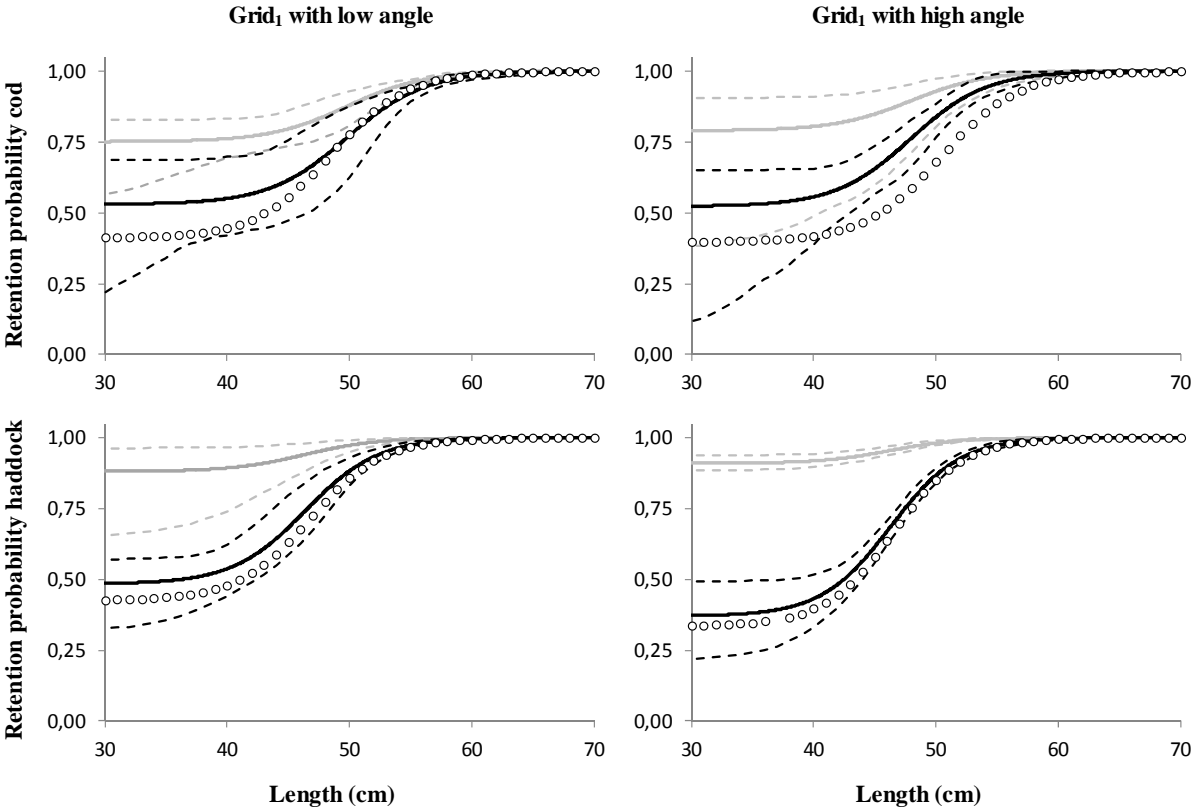 Grid₁ with low angle
Grid₁ with high angle
Retention probability cod
1,00
0,75
0,50
0,25
0,00
30 40 50 60 70
1,00
0,75
0,50
0,25
0,00
30 40 50 60 70
Retention probability haddock
1,00
0,75
0,50
0,25
0,00
30 40 50 60 70
Length (cm)
1,00
0,75
0,50
0,25
0,00
30 40 50 60 70
Length (cm)